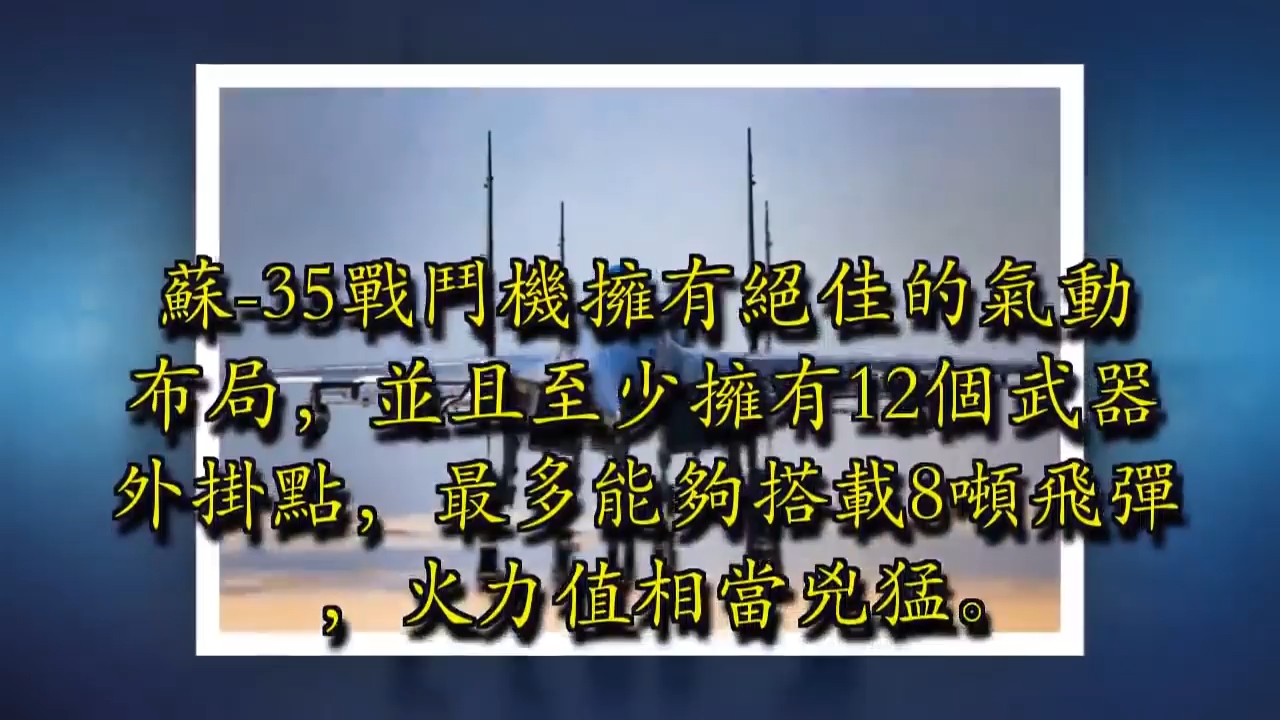 蘇-35戰鬥機擁有絕佳的氣動
布局，並且至少擁有12個武器
外掛點，最多能夠搭載8噸飛彈
，火力值相當兇猛。